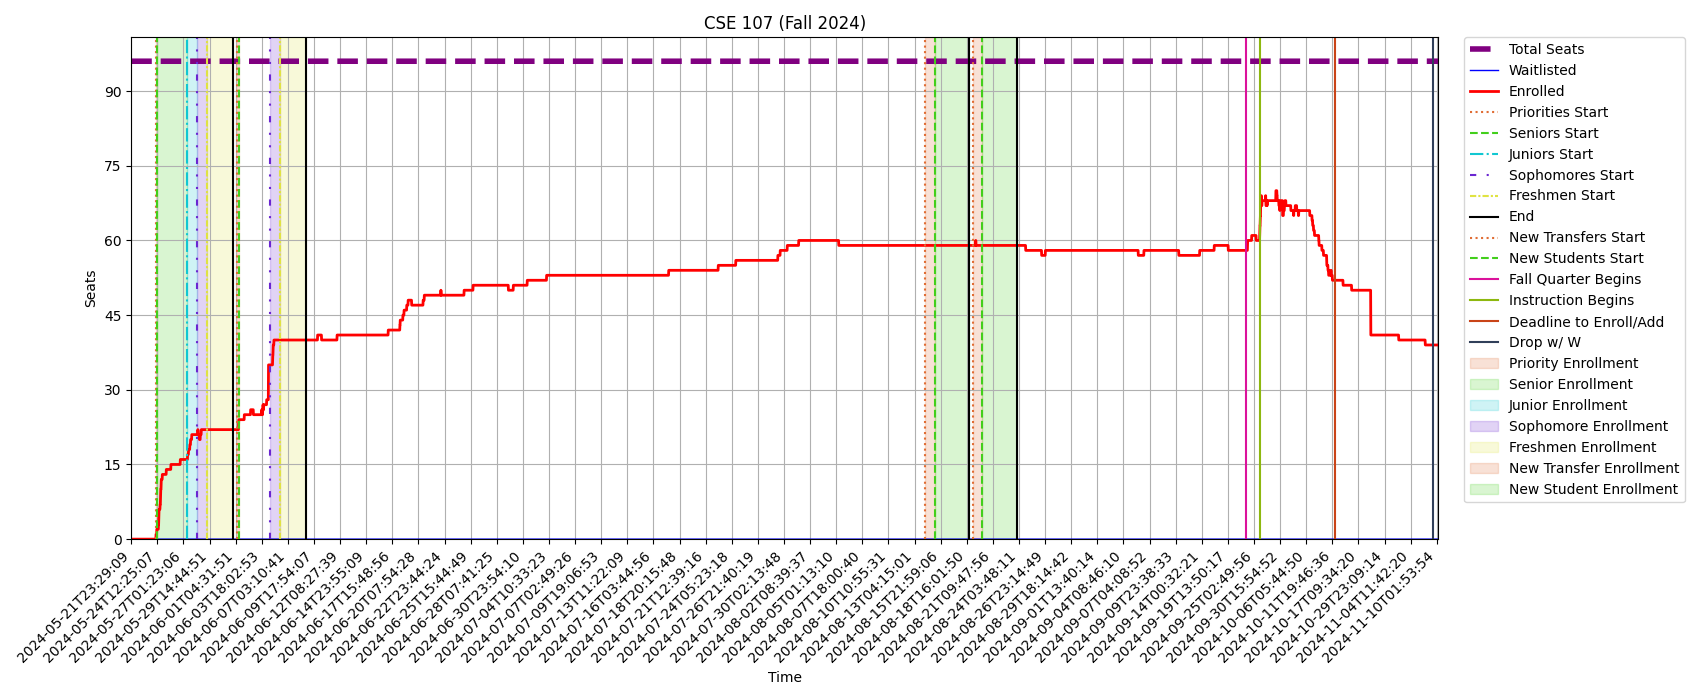 CSE 107 (Fall 2024)
Seats
90
75
60
45
30
15
0
2024-05-21T23:29:09
2024-05-24T12:25:07
2024-05-27T01:23:06
2024-05-29T14:44:51
2024-06-01T04:31:51
2024-06-03T18:02:53
2024-06-07T03:10:41
2024-06-09T17:54:07
2024-06-12T08:27:39
2024-06-14T23:55:09
2024-06-17T15:48:56
2024-06-20T07:54:28
2024-06-22T23:44:24
2024-06-25T15:44:49
2024-06-28T07:41:25
2024-06-30T23:54:10
2024-07-04T10:33:23
2024-07-07T02:49:26
2024-07-09T19:06:53
2024-07-13T11:22:09
2024-07-16T03:44:56
2024-07-18T20:15:48
2024-07-21T12:39:16
2024-07-24T05:23:18
2024-07-26T21:40:19
2024-07-30T02:13:48
2024-08-02T08:39:37
2024-08-05T01:13:10
2024-08-07T18:00:40
2024-08-10T10:55:31
2024-08-13T04:15:01
2024-08-15T21:59:06
2024-08-18T16:01:50
2024-08-21T09:47:56
2024-08-24T03:48:11
2024-08-26T23:14:49
2024-08-29T18:14:42
2024-09-01T13:40:14
2024-09-04T08:46:10
2024-09-07T04:08:52
2024-09-09T23:38:33
2024-09-14T00:32:21
2024-09-19T13:50:17
2024-09-25T02:49:56
2024-09-30T15:54:52
2024-10-06T05:44:50
2024-10-11T19:46:36
2024-10-17T09:34:20
2024-10-29T23:09:14
2024-11-04T11:42:20
2024-11-10T01:53:54
Time
Total Seats
Waitlisted
Enrolled
Priorities Start
Seniors Start
Juniors Start
Sophomores Start
Freshmen Start
End
New Transfers Start
New Students Start
Fall Quarter Begins
Instruction Begins
Deadline to Enroll/Add
Drop w/ W
Priority Enrollment
Senior Enrollment
Junior Enrollment
Sophomore Enrollment
Freshmen Enrollment
New Transfer Enrollment
New Student Enrollment